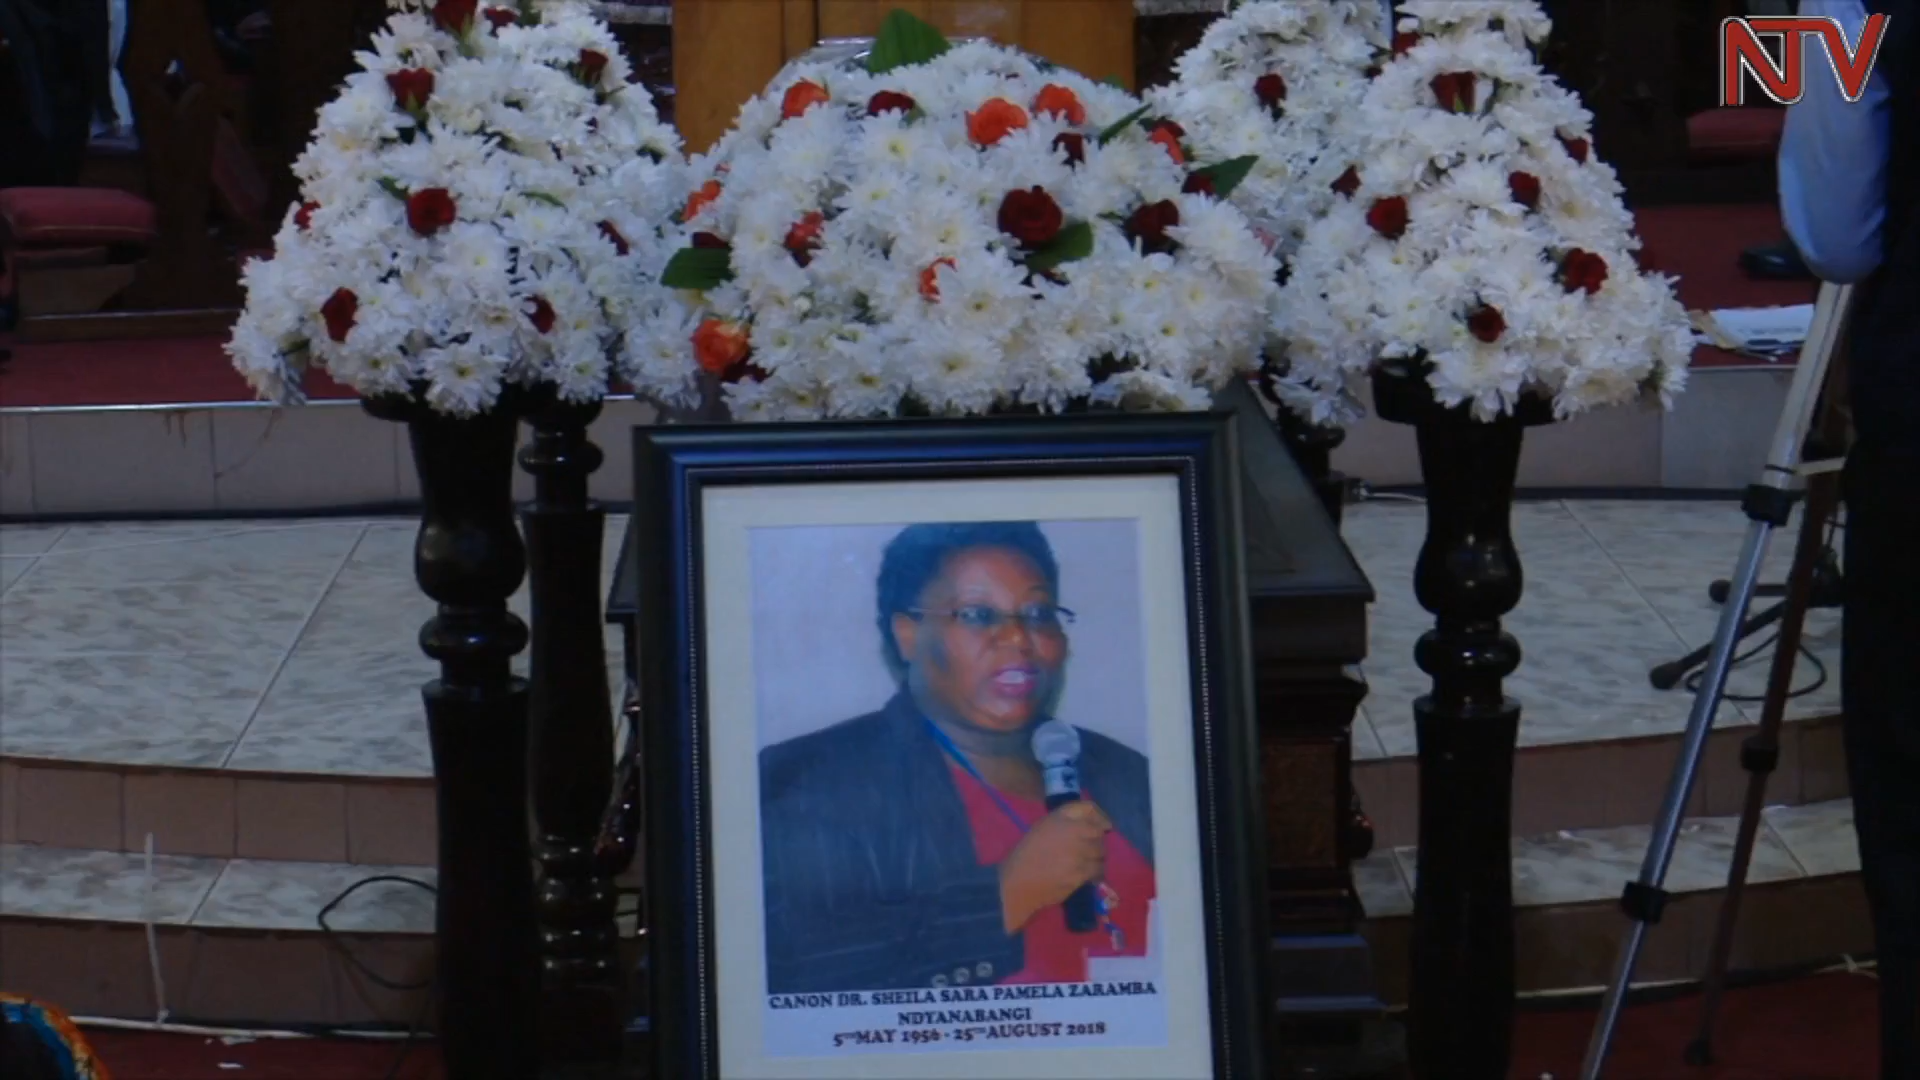 NTV
CANON DR. SHEILA SARA PAMELA ZARAMBA
NDYANABANGI
5TH MAY 1956 - 25TH AUGUST 2018